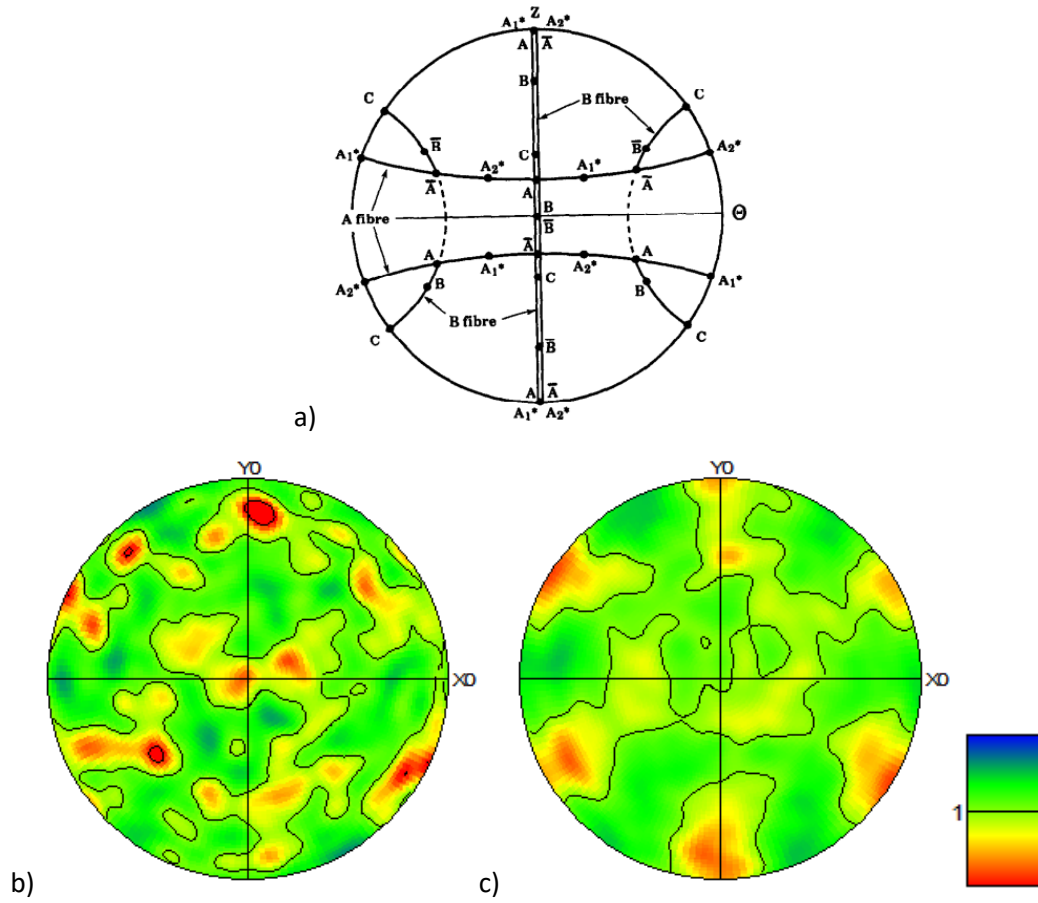 A₁* Z A₂*
A Ā
B
C B fibre C
B̄ C B̄
A₁* A₂*
A₂* A₁*
Ā A Ā
A fibre B Θ
B̄
A Ā A
A₁* A₂*
A₂* B C B A₁*
B fibre
C C
B̄
A Ā
A₁* A₂*
a)
Y0 Y0
X0 X0
1
b) c)